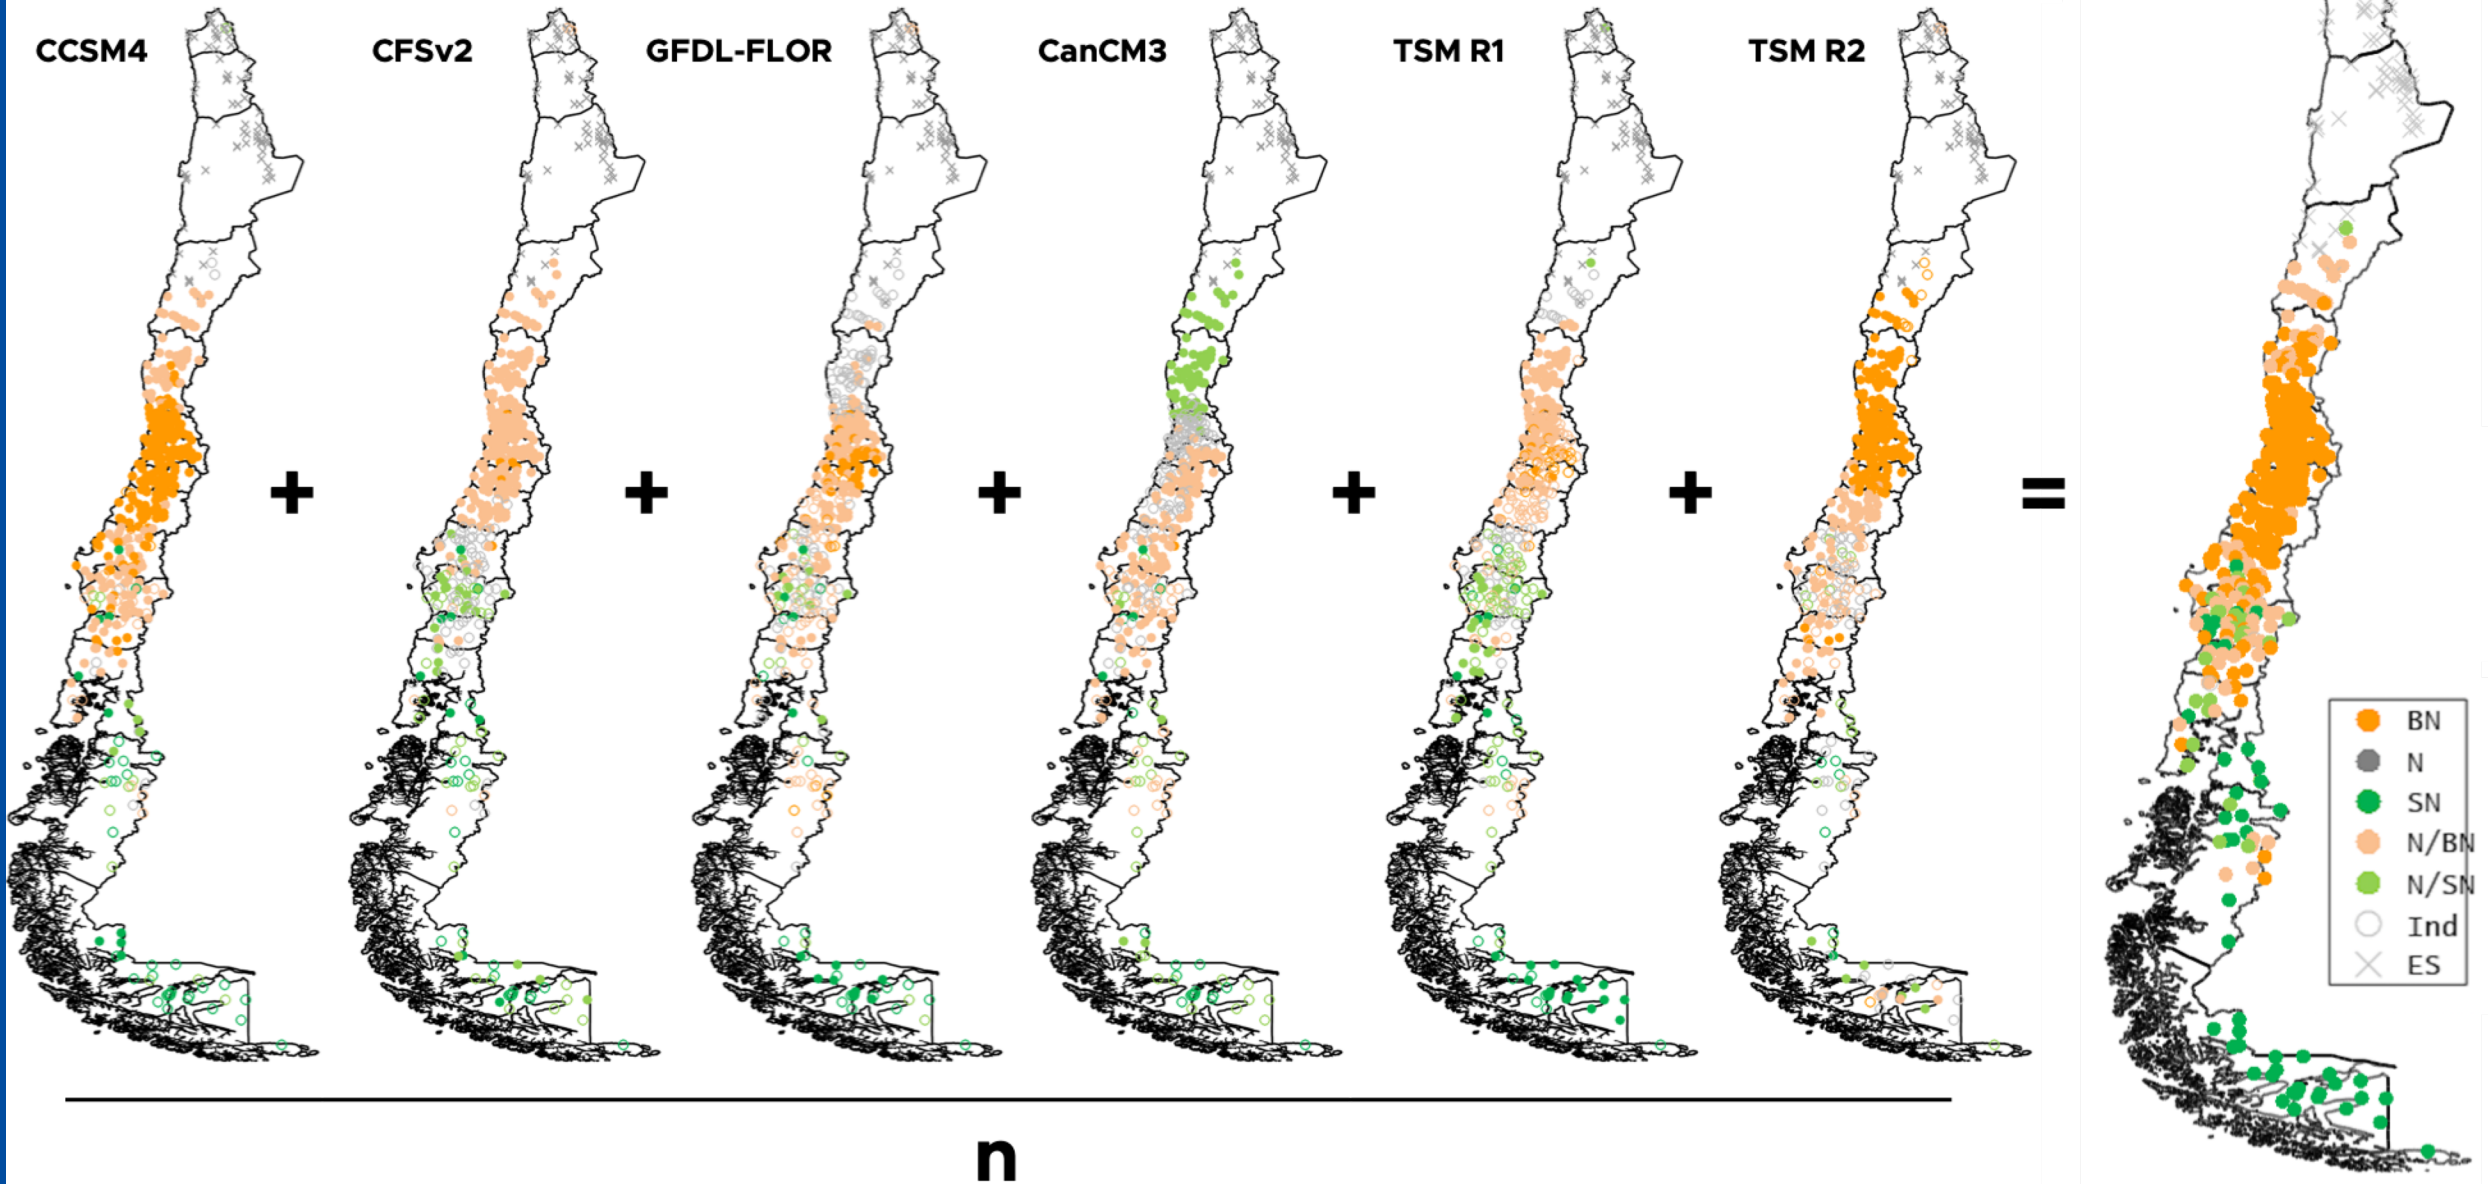 CCSM4
CFSv2
GFDL-FLOR
CanCM3
TSM R1
TSM R2
+ + + + + =
n
BN
N
SN
N/BN
N/SN
Ind
ES